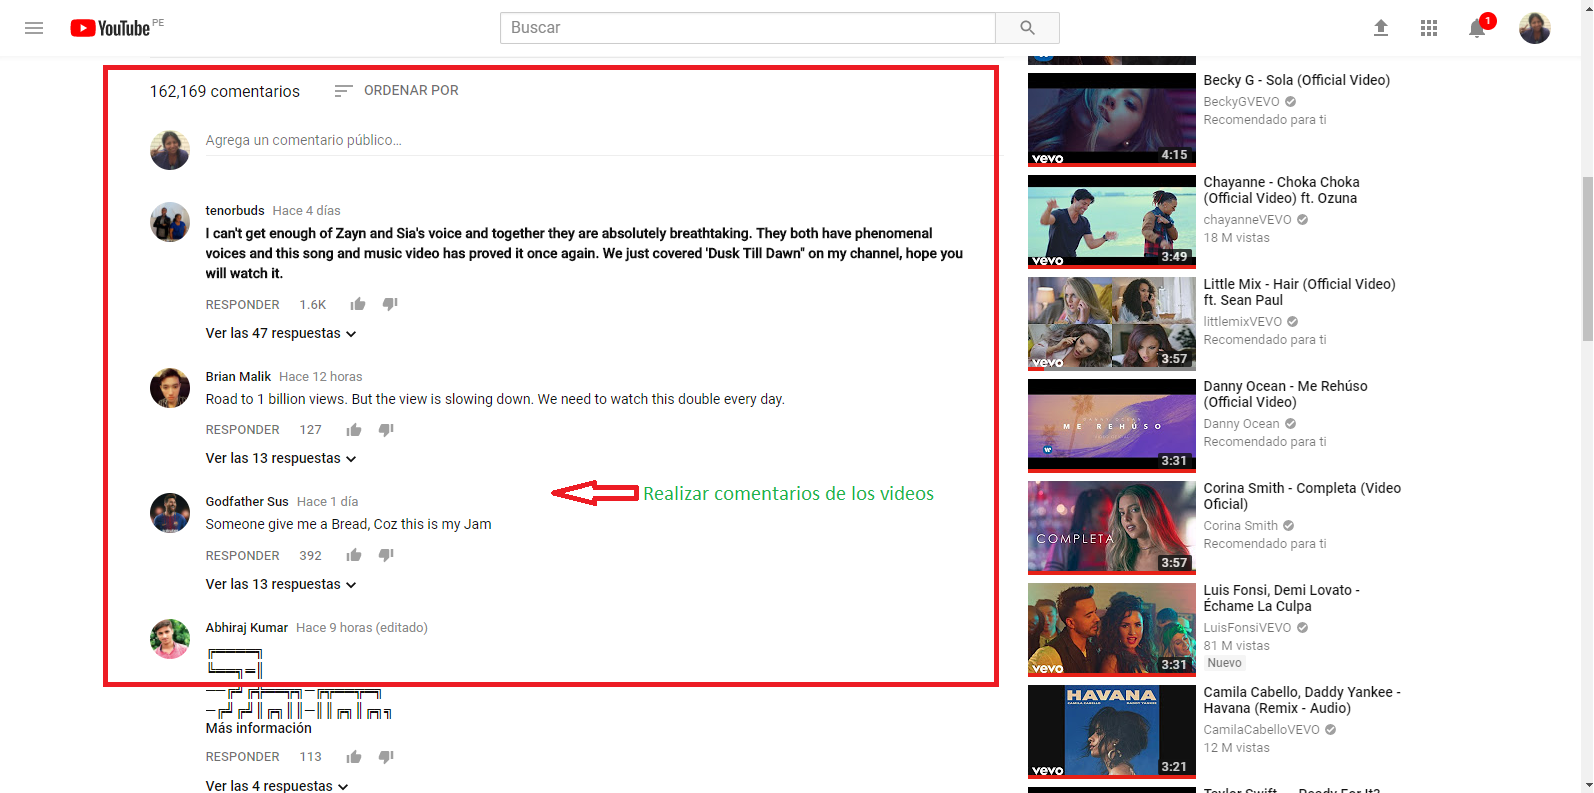 YouTube PE
Buscar
1
162,169 comentarios
ORDENAR POR
Agrega un comentario público...
tenorbuds Hace 4 días
I can't get enough of Zayn and Sia's voice and together they are absolutely breathtaking. They both have phenomenal
voices and this song and music video has proved it once again. We just covered 'Dusk Till Dawn" on my channel, hope you
will watch it.
RESPONDER 1.6K
Ver las 47 respuestas
Brian Malik Hace 12 horas
Road to 1 billion views. But the view is slowing down. We need to watch this double every day.
RESPONDER 127
Ver las 13 respuestas
Realizar comentarios de los videos
Godfather Sus Hace 1 día
Someone give me a Bread, Coz this is my Jam
RESPONDER 392
Ver las 13 respuestas
Abhiraj Kumar Hace 9 horas (editado)
Más información
RESPONDER 113
Ver las 4 respuestas
vevo 4:15
Becky G - Sola (Official Video)
BeckyGVEVO
Recomendado para ti
vevo 3:49
Chayanne - Choka Choka
(Official Video) ft. Ozuna
chayanneVEVO
18 M vistas
vevo 3:57
Little Mix - Hair (Official Video)
ft. Sean Paul
littlemixVEVO
Recomendado para ti
DANNY OCEAN
ME REHÚSO
3:31
Danny Ocean - Me Rehúso
(Official Video)
Danny Ocean
Recomendado para ti
COMPLETA
3:57
Corina Smith - Completa (Video
Oficial)
Corina Smith
Recomendado para ti
vevo 3:31
Luis Fonsi, Demi Lovato -
Échame La Culpa
LuisFonsiVEVO
81 M vistas
Nuevo
HAVANA
CAMILA CABELLO DADDY YANKEE
vevo 3:21
Camila Cabello, Daddy Yankee -
Havana (Remix - Audio)
CamilaCabelloVEVO
12 M vistas